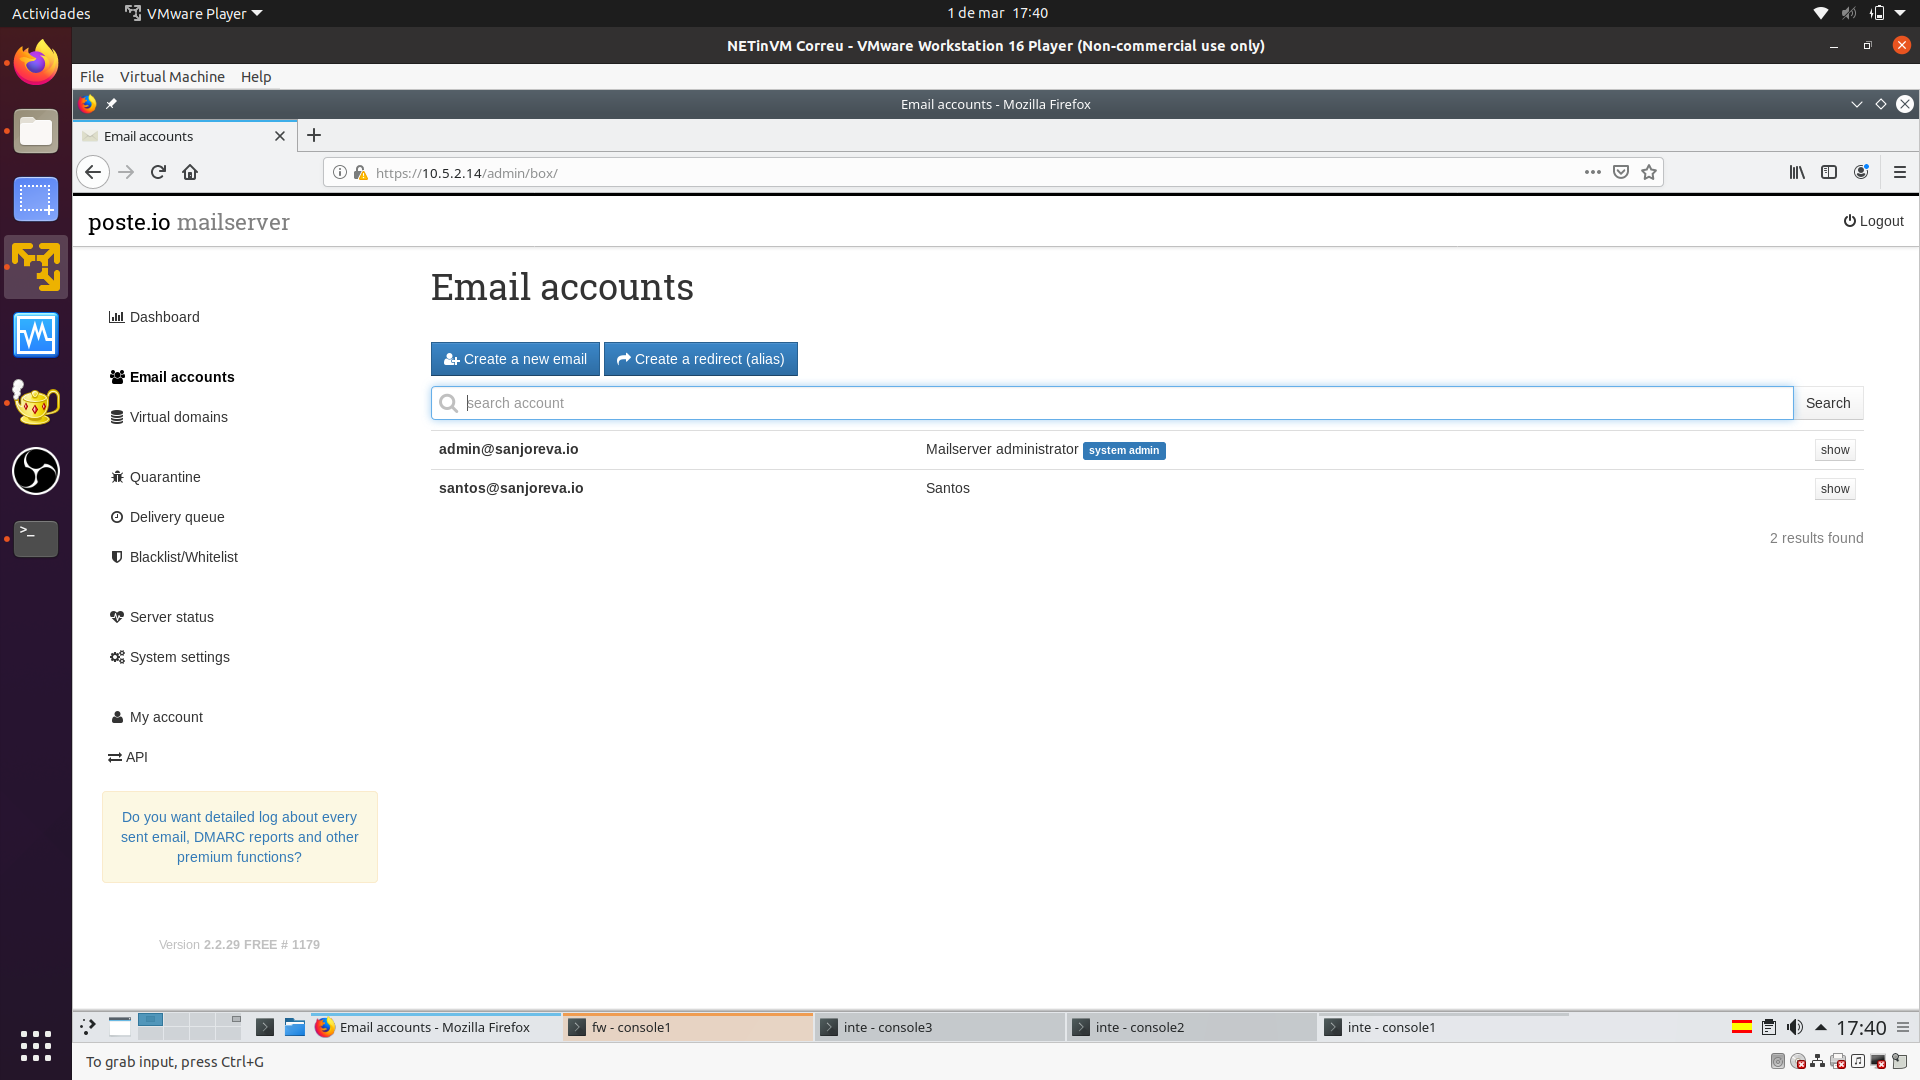 Actividades
VMware Player
1 de mar 17:40
NETinVM Correu - VMware Workstation 16 Player (Non-commercial use only)
File Virtual Machine Help
Email accounts - Mozilla Firefox
Email accounts
https://10.5.2.14/admin/box/
poste.io mailserver
Logout
Email accounts
Dashboard
Email accounts
Virtual domains
Quarantine
Delivery queue
Blacklist/Whitelist
Server status
System settings
My account
API
Do you want detailed log about every
sent email, DMARC reports and other
premium functions?
Version 2.2.29 FREE # 1179
Create a new email
Create a redirect (alias)
search account
Search
admin@sanjoreva.io Mailserver administrator system admin show
santos@sanjoreva.io Santos show
2 results found
Email accounts - Mozilla Firefox
fw - console1
inte - console3
inte - console2
inte - console1
17:40
To grab input, press Ctrl+G